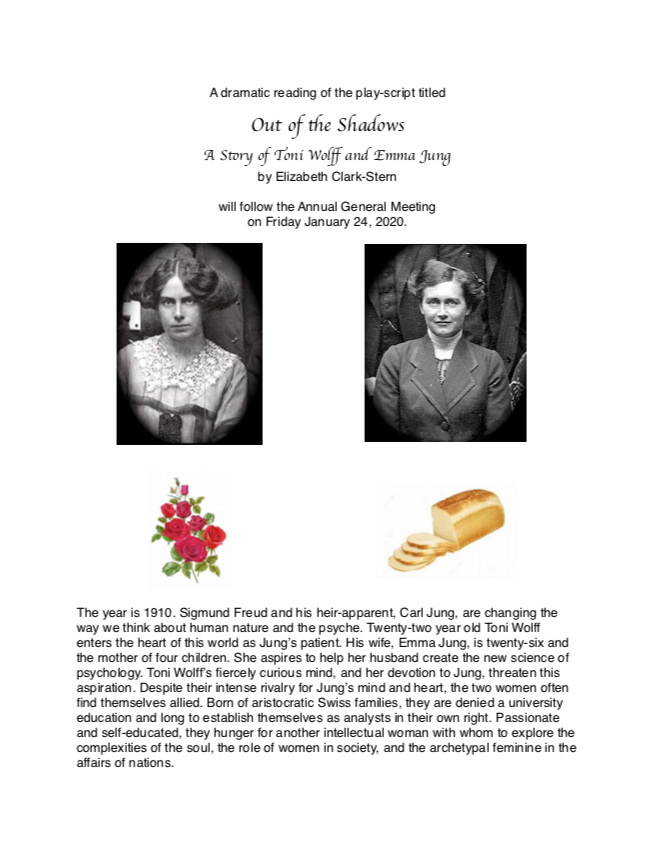 A dramatic reading of the play-script titled
Out of the Shadows
A Story of Toni Wolff and Emma Jung
by Elizabeth Clark-Stern
will follow the Annual General Meeting
on Friday January 24, 2020.
The year is 1910. Sigmund Freud and his heir-apparent, Carl Jung, are changing the
way we think about human nature and the psyche. Twenty-two year old Toni Wolff
enters the heart of this world as Jung's patient. His wife, Emma Jung, is twenty-six and
the mother of four children. She aspires to help her husband create the new science of
psychology. Toni Wolff's fiercely curious mind, and her devotion to Jung, threaten this
aspiration. Despite their intense rivalry for Jung's mind and heart, the two women often
find themselves allied. Born of aristocratic Swiss families, they are denied a university
education and long to establish themselves as analysts in their own right. Passionate
and self-educated, they hunger for another intellectual woman with whom to explore the
complexities of the soul, the role of women in society, and the archetypal feminine in the
affairs of nations.